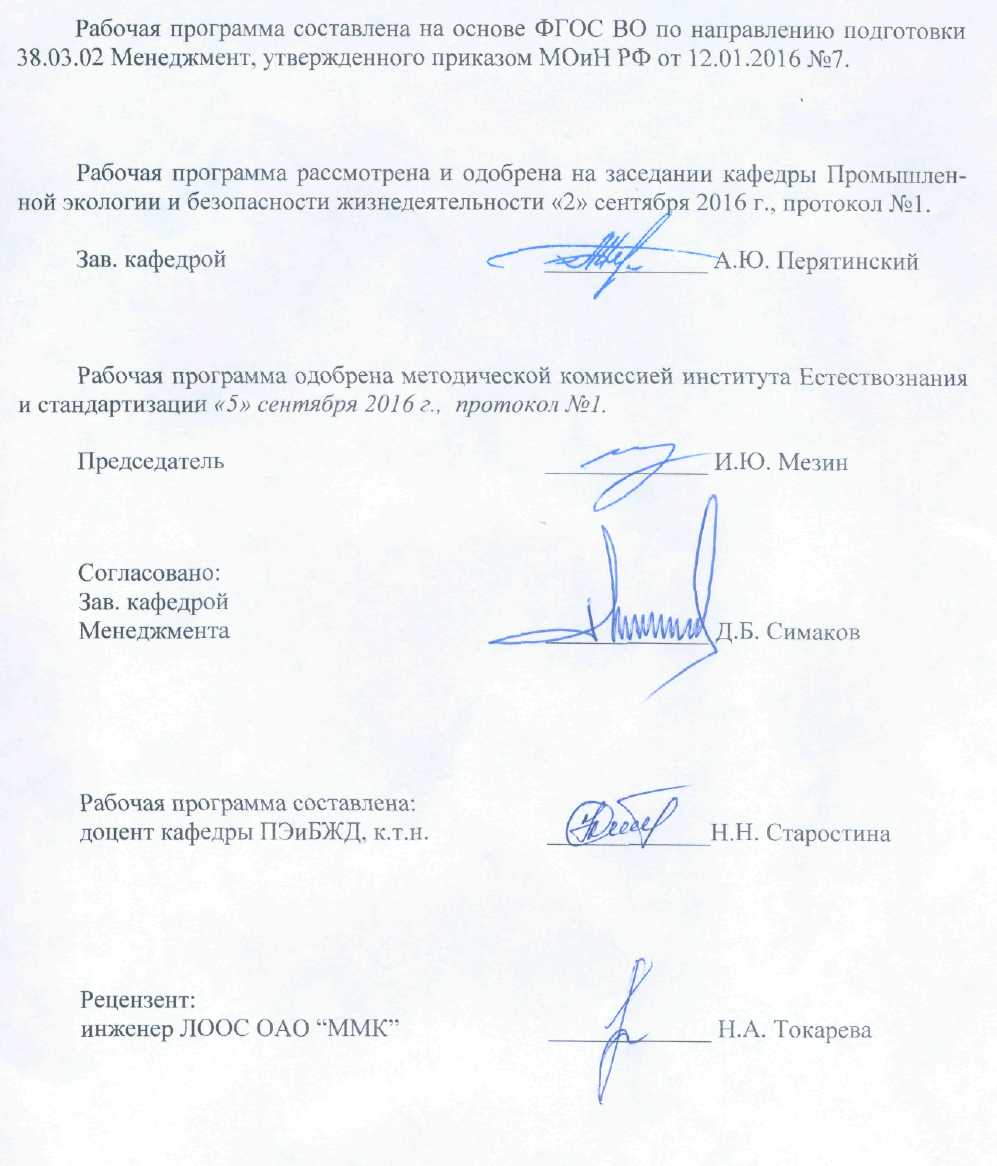 Рабочая программа составлена на основе ФГОС ВО по направлению подготовки
38.03.02 Менеджмент, утвержденного приказом МОиН РФ от 12.01.2016 №7.
Рабочая программа рассмотрена и одобрена на заседании кафедры Промышлен-
ной экологии и безопасности жизнедеятельности «2» сентября 2016 г., протокол №1.
Зав. кафедрой А.Ю. Перятинский
Рабочая программа одобрена методической комиссией института Естествознания
и стандартизации «5» сентября 2016 г., протокол №1.
Председатель И.Ю. Мезин
Согласовано:
Зав. кафедрой
Менеджмента Д.Б. Симаков
Рабочая программа составлена:
доцент кафедры ПЭиБЖД, к.т.н. Н.Н. Старостина
Рецензент:
инженер ЛООС ОАО “ММК” Н.А. Токарева